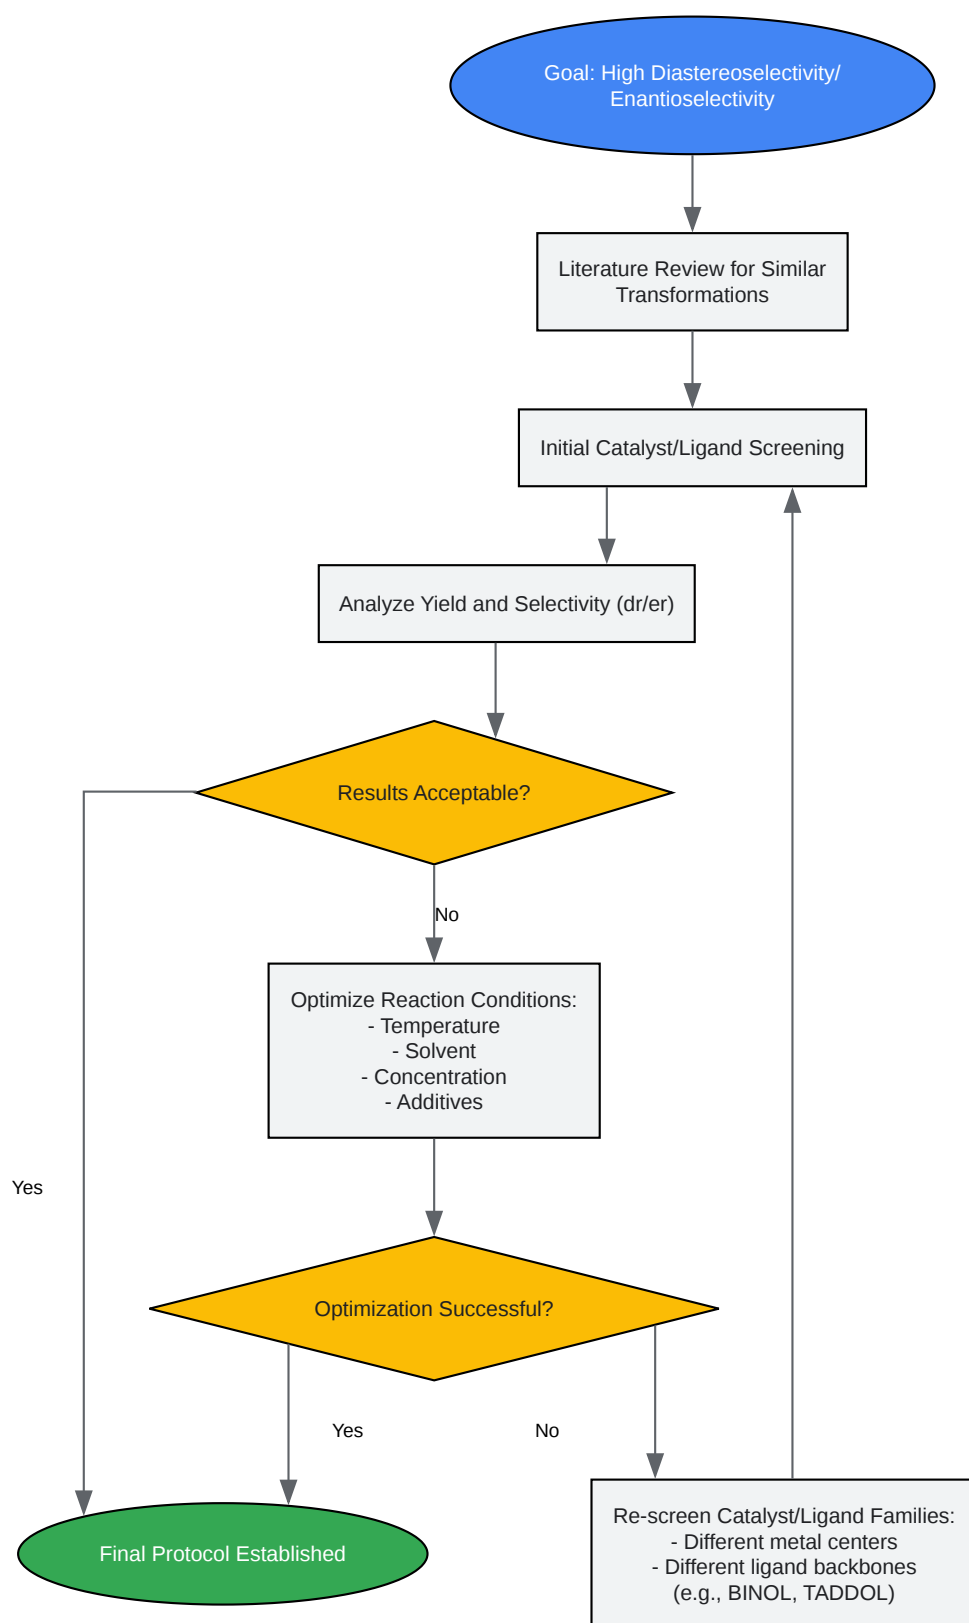 Goal: High Diastereoselectivity/
Enantioselectivity
Literature Review for Similar
Transformations
Initial Catalyst/Ligand Screening
Analyze Yield and Selectivity (dr/er)
Results Acceptable?
No
Optimize Reaction Conditions:
- Temperature
- Solvent
- Concentration
- Additives
Yes
Optimization Successful?
Yes
No
Final Protocol Established
Re-screen Catalyst/Ligand Families:
- Different metal centers
- Different ligand backbones
(e.g., BINOL, TADDOL)